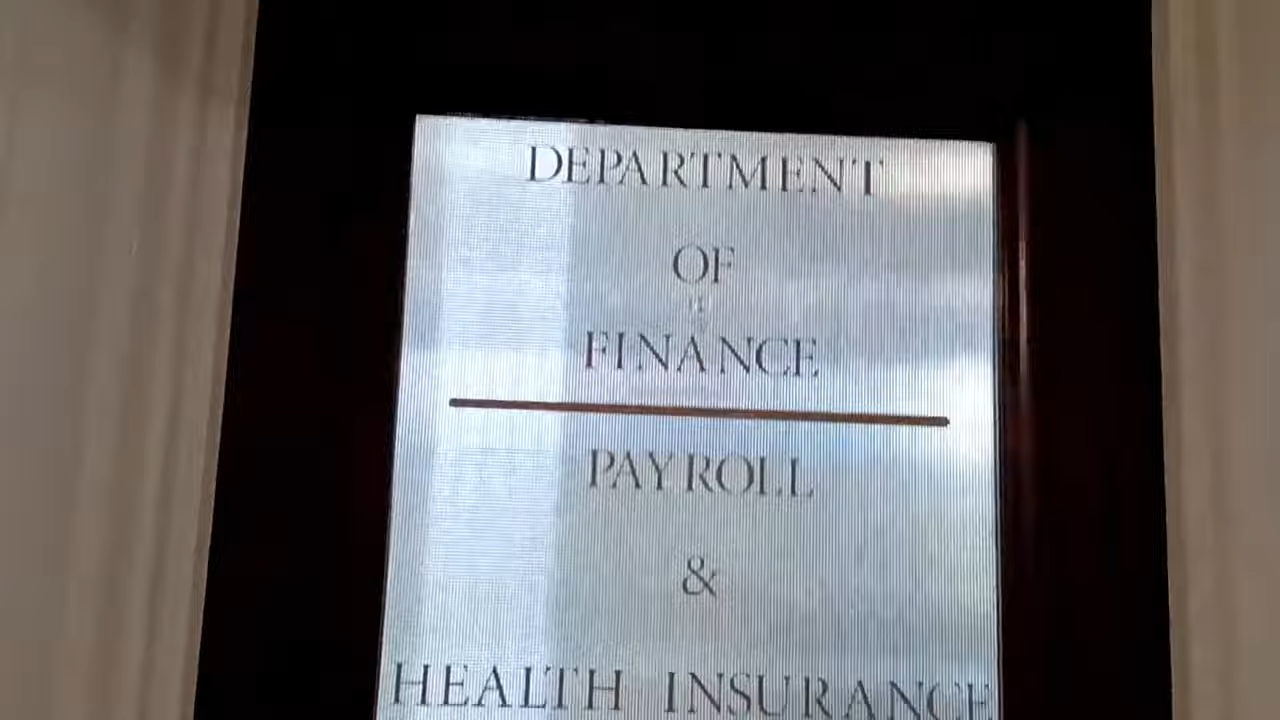 DEPARTMENT
OF
FINANCE
PAYROLL
&
HEALTH INSURANCE